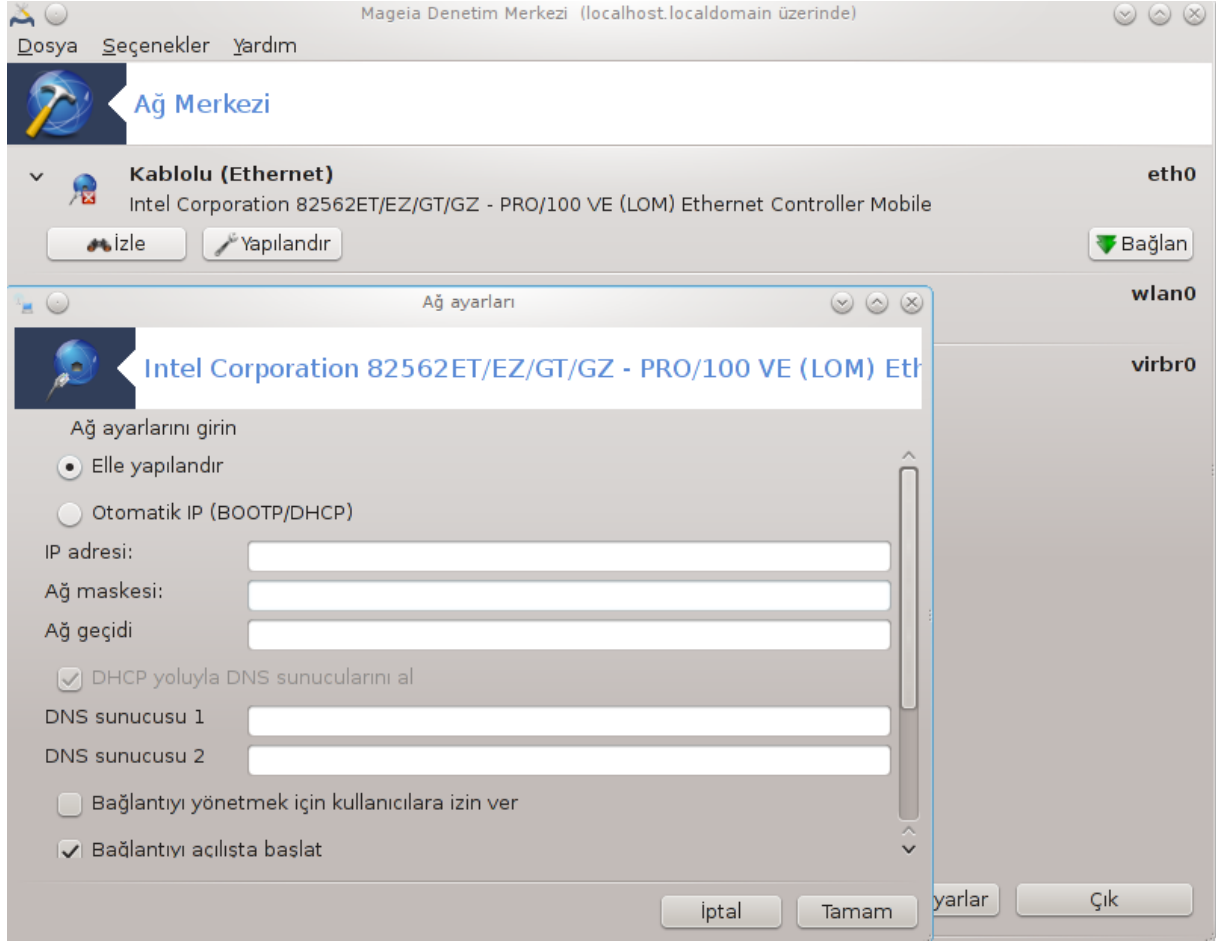 Mageia Denetim Merkezi (localhost.localdomain üzerinde)
Dosya Seçenekler Yardım
Ağ Merkezi
Kablolu (Ethernet) eth0
Intel Corporation 82562ET/EZ/GT/GZ - PRO/100 VE (LOM) Ethernet Controller Mobile
İzle Yapılandır Bağlan
wlan0
virbr0
Ağ ayarları
Intel Corporation 82562ET/EZ/GT/GZ - PRO/100 VE (LOM) Eth
Ağ ayarlarını girin
Elle yapılandır
Otomatik IP (BOOTP/DHCP)
IP adresi:
Ağ maskesi:
Ağ geçidi
DHCP yoluyla DNS sunucularını al
DNS sunucusu 1
DNS sunucusu 2
Bağlantıyı yönetmek için kullanıcılara izin ver
Bağlantıyı açılışta başlat
İptal Tamam
yarlar Çık